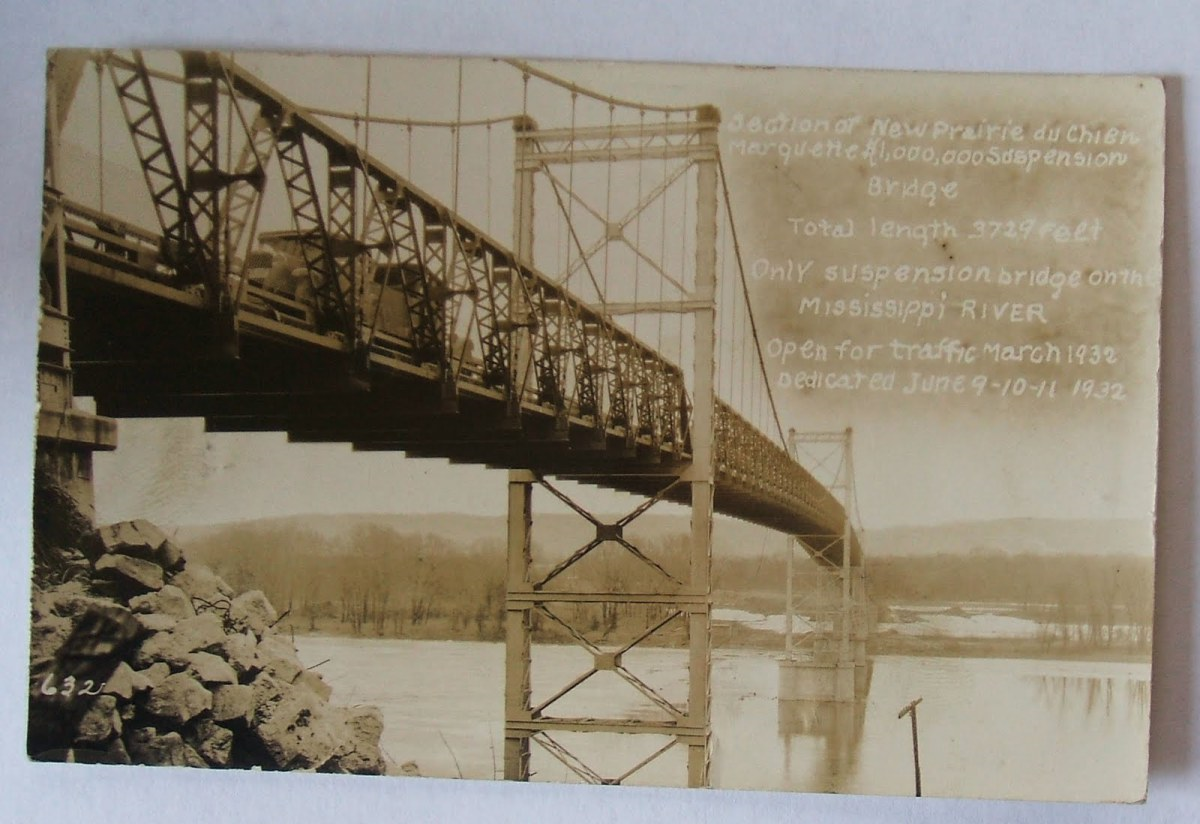 Section of New Prairie du Chien
Marquette $1,000,000 Suspension
Bridge
Total length 3729 feet
Only suspension bridge on the
Mississippi RIVER
Open for traffic March 1932
Dedicated June 9-10-11 1932
632